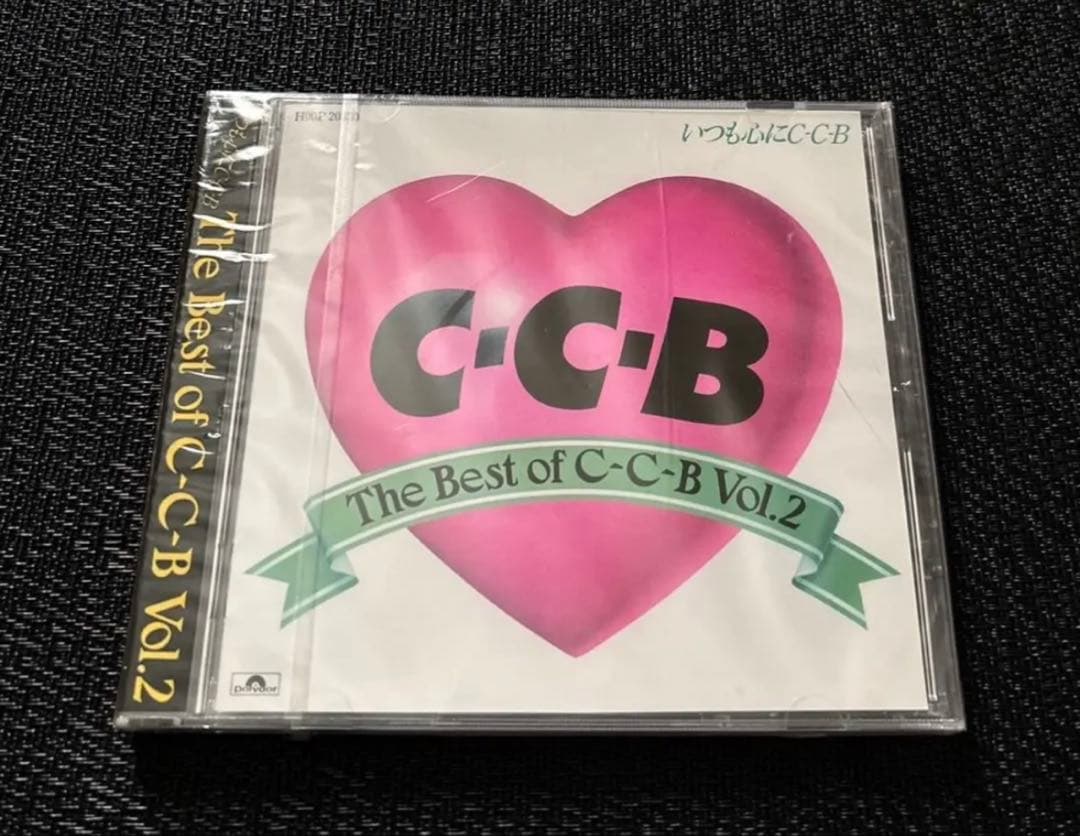 いつも心にC-C-B
C-C-B
The Best of C-C-B Vol.2
The Best of C-C-B Vol.2
Polydor